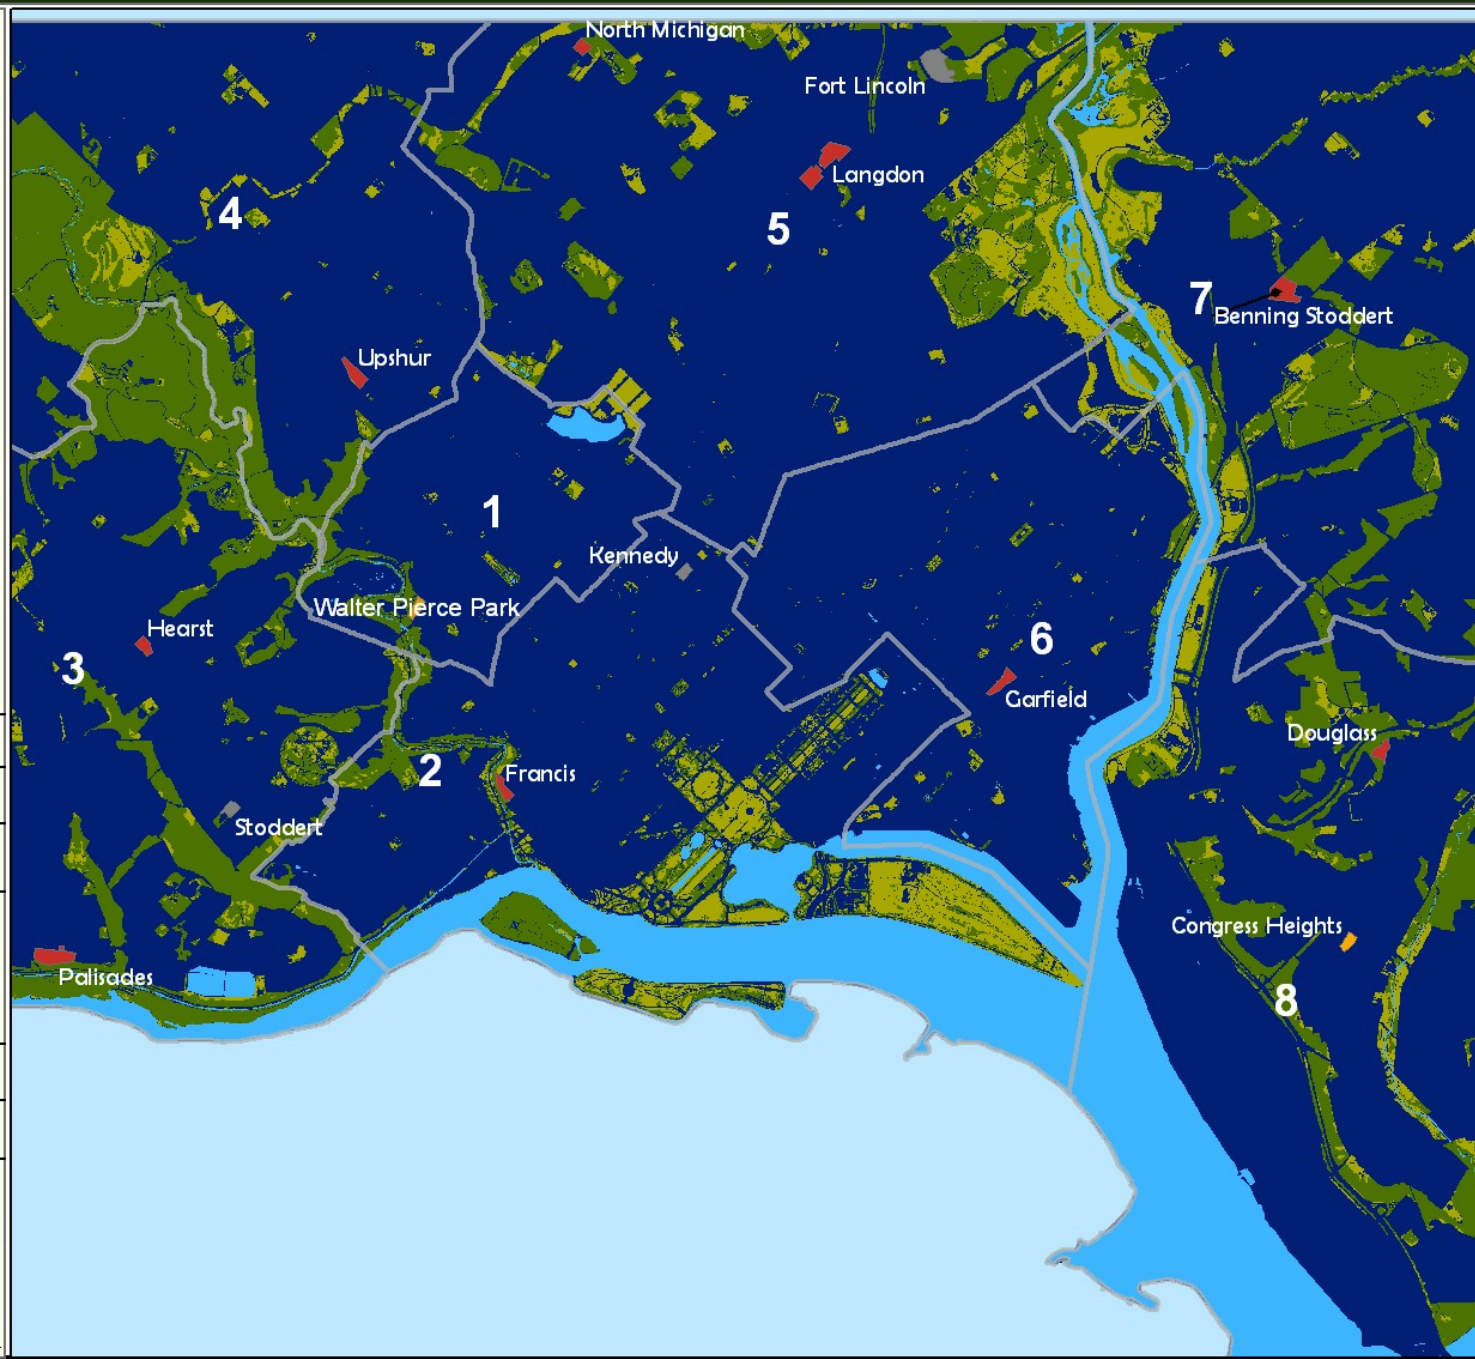 North Michigan
Fort Lincoln
Langdon
4
5
7
Benning Stoddert
Upshur
1
Kennedy
Walter Pierce Park
Hearst
6
3
Garfield
Douglass
2
Francis
Stoddert
Congress Heights
Palisades
8